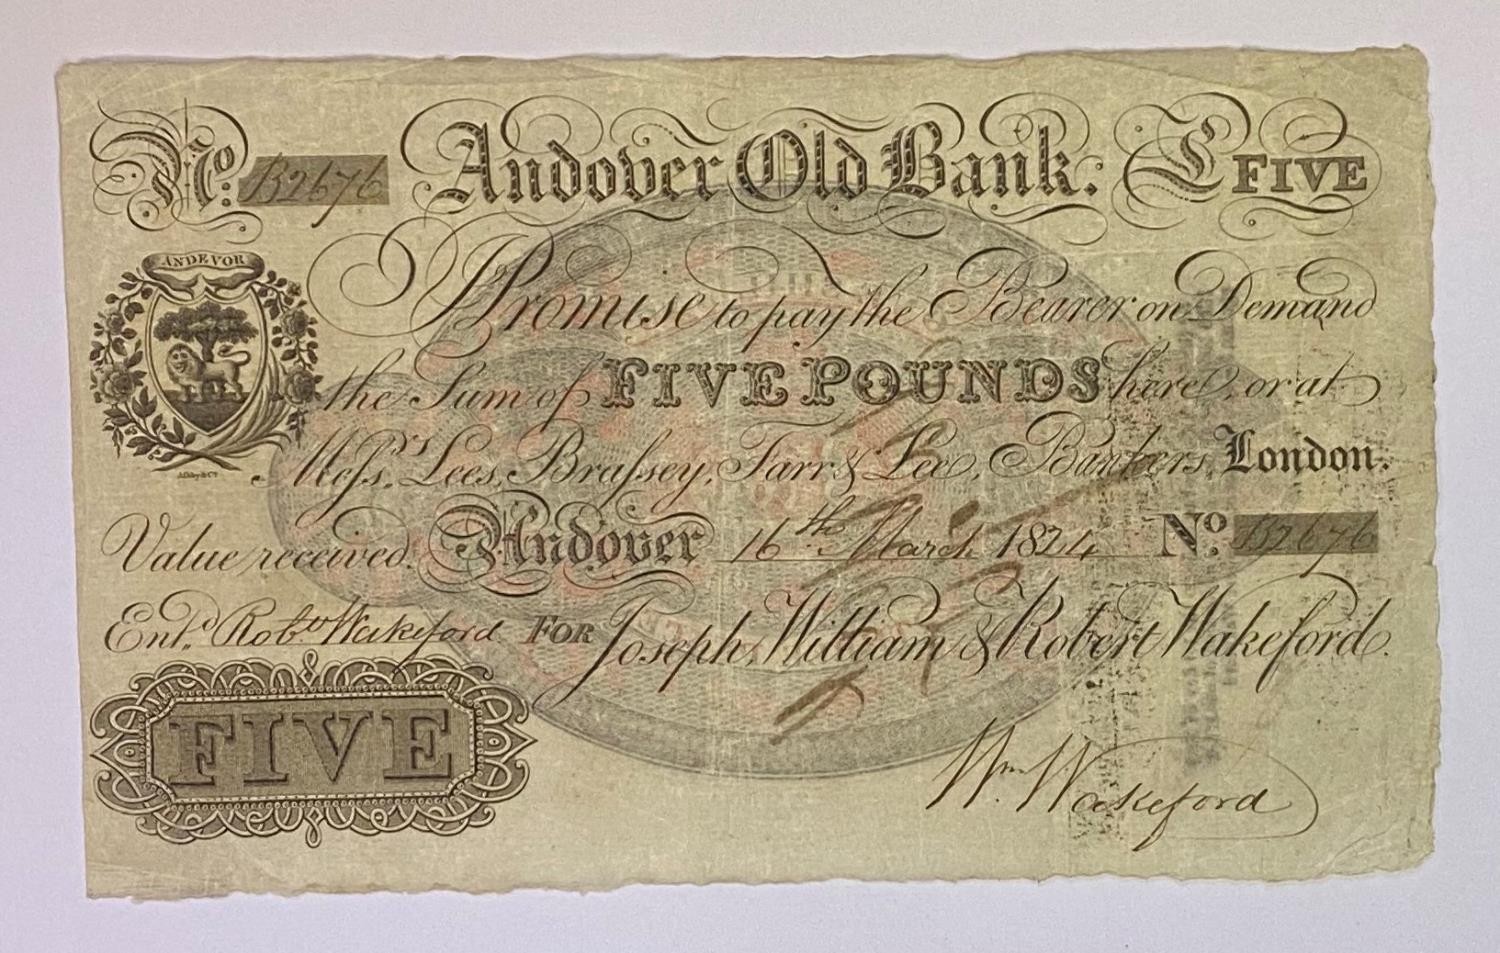 No. B2676 Andover Old Bank: £ FIVE
ANDEVOR
I Promise to pay the Bearer on Demand
the Sum of FIVE POUNDS here, or at
Messrs. Lees, Brassey, Farr & Lee, Bankers, London.
Value received. Andover 16th March 1824 No. B2676
Entd. Robt Wakeford FOR Joseph, William & Robert Wakeford.
FIVE
Wm Wakeford